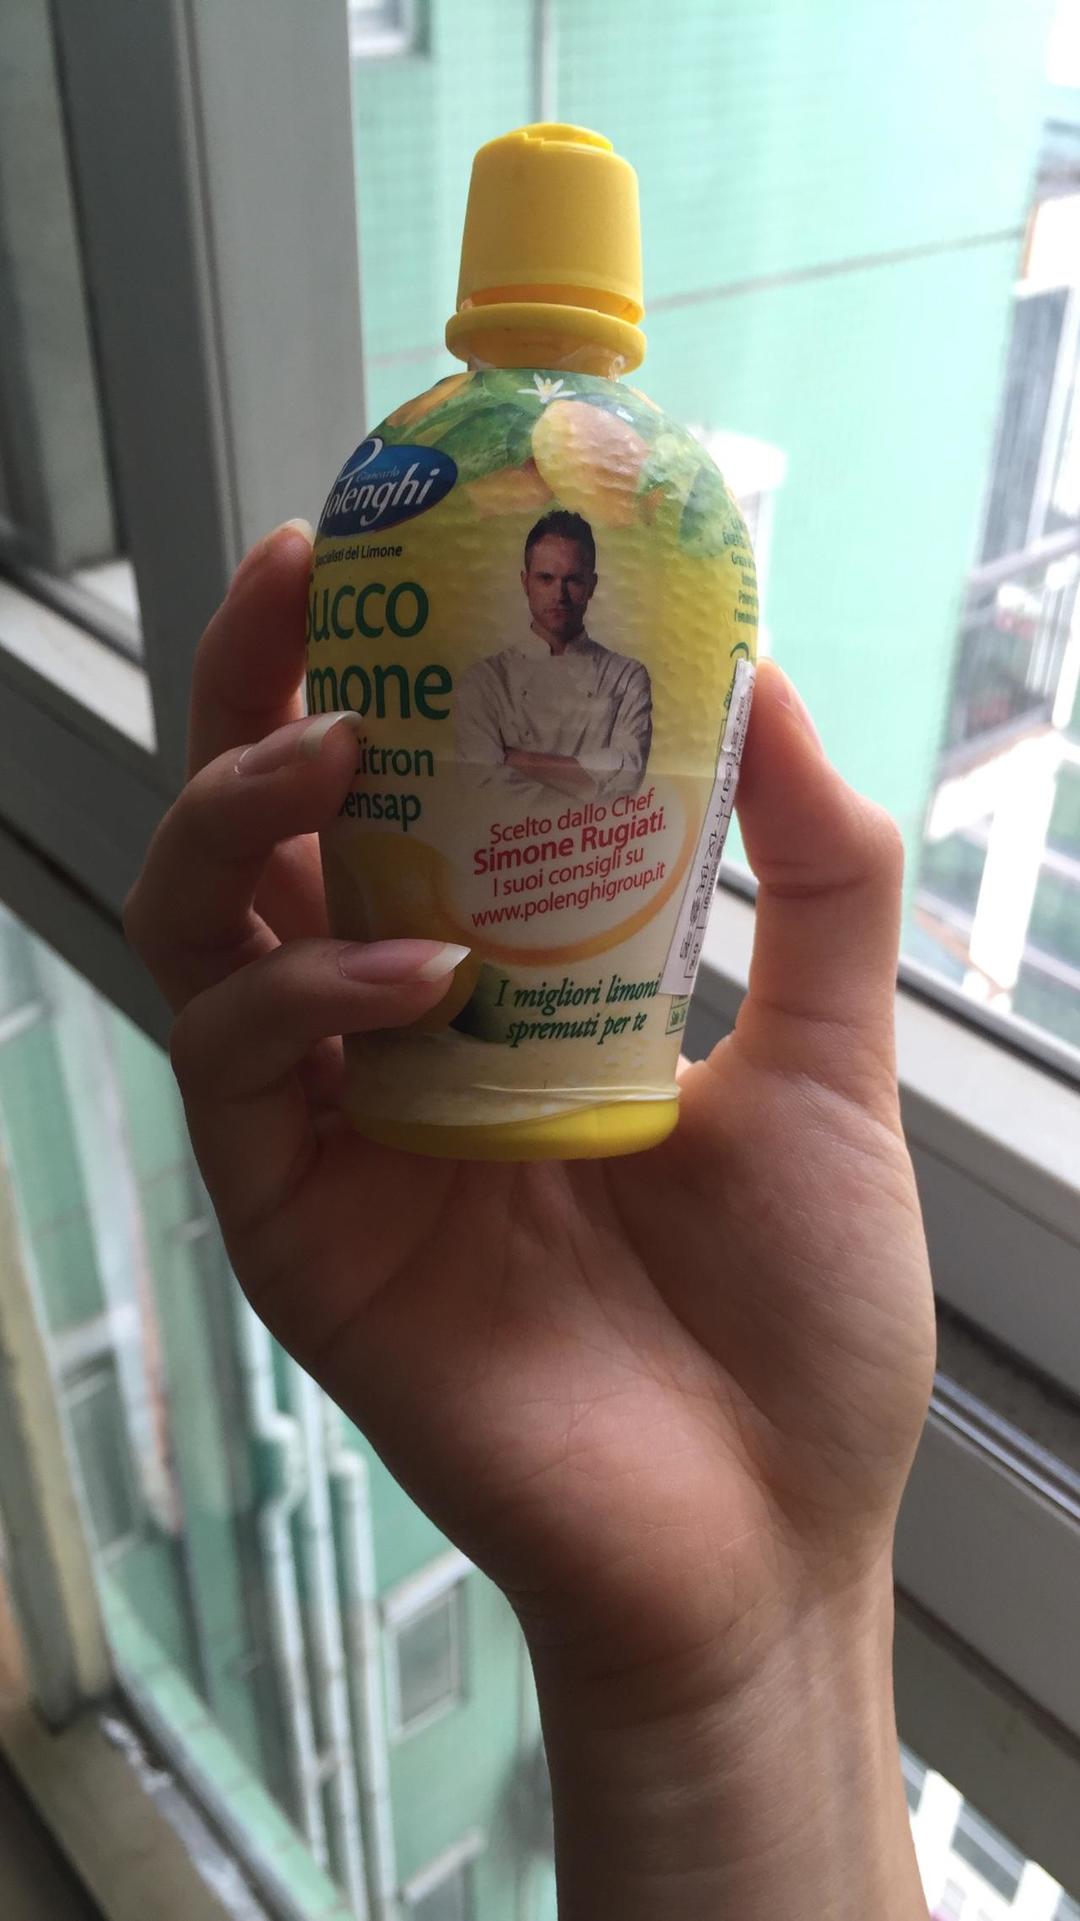 Giancarlo
Polenghi
Specialisti del Limone
ucco
mone
Citron
ensap
Scelto dallo Chef
Simone Rugiati.
I suoi consigli su
www.polenghigroup.it
I migliori limoni
spremuti per te